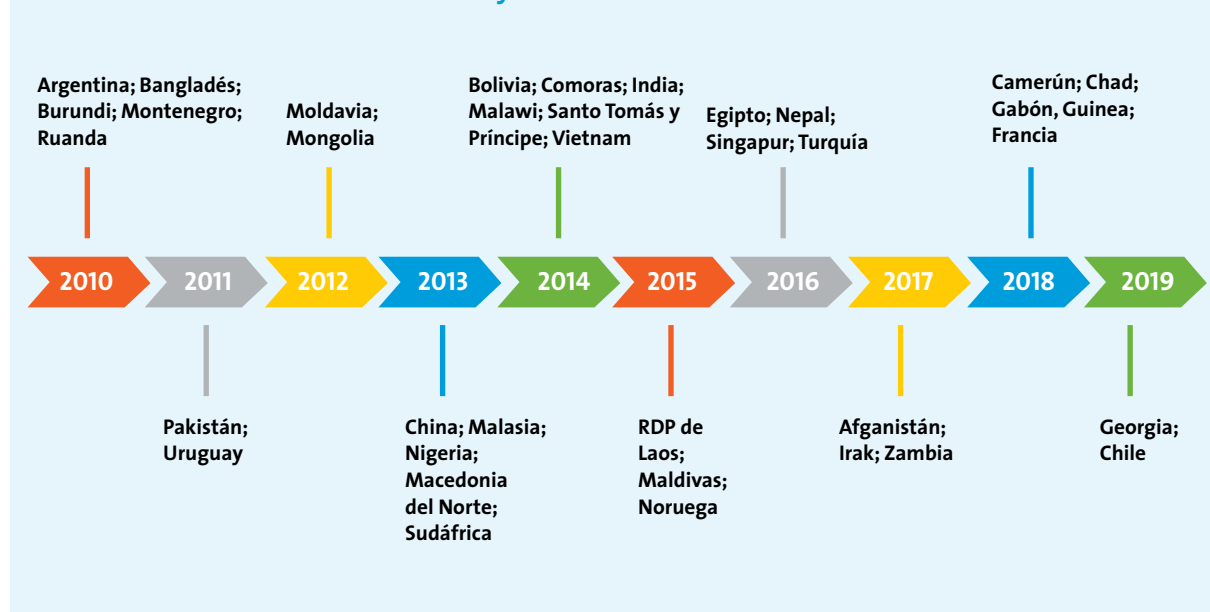 y
Argentina; Bangladés;
Burundi; Montenegro;
Ruanda
Moldavia;
Mongolia
Bolivia; Comoras; India;
Malawi; Santo Tomás y
Príncipe; Vietnam
Egipto; Nepal;
Singapur; Turquía
Camerún; Chad;
Gabón, Guinea;
Francia
2010
2011
2012
2013
2014
2015
2016
2017
2018
2019
Pakistán;
Uruguay
China; Malasia;
Nigeria;
Macedonia
del Norte;
Sudáfrica
RDP de
Laos;
Maldivas;
Noruega
Afganistán;
Irak; Zambia
Georgia;
Chile